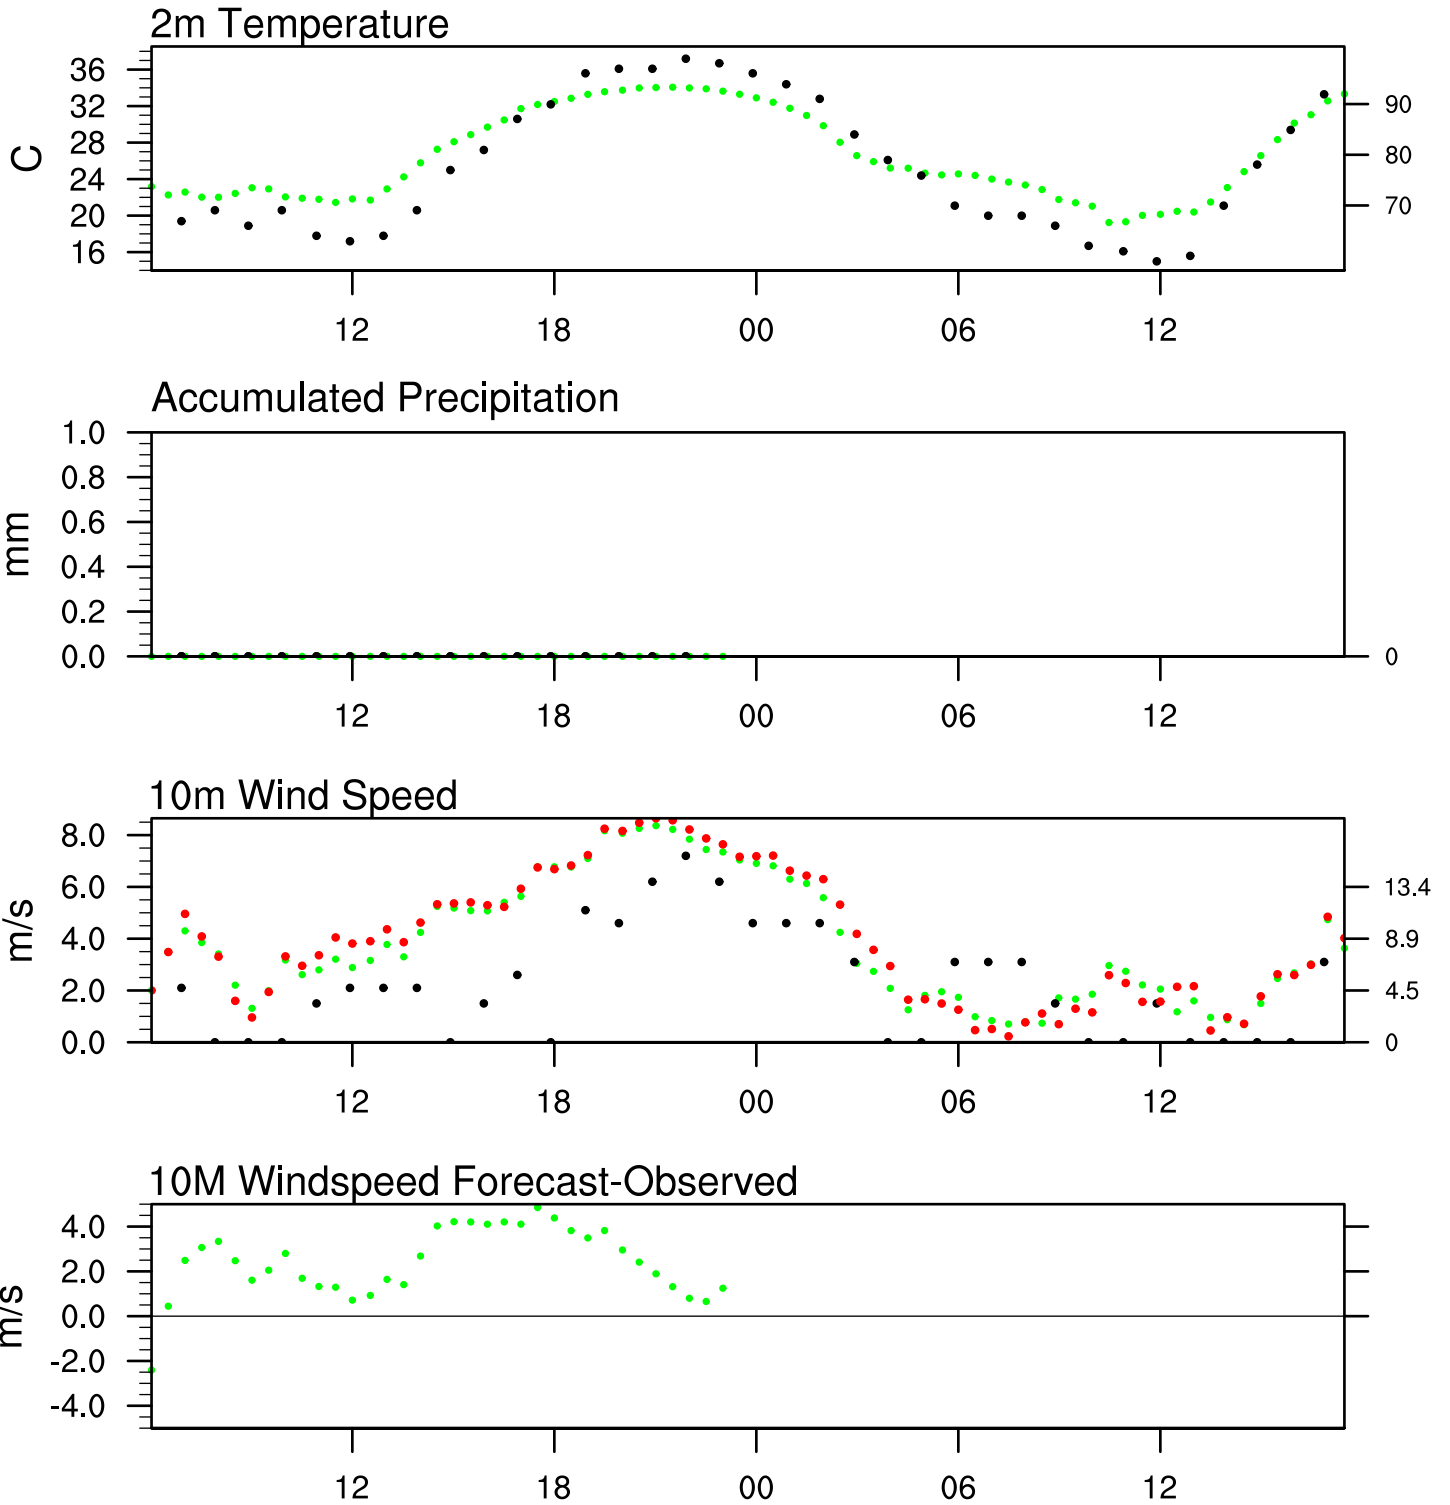 2m Temperature
36
32
28
24
20
16
C
90
80
70
12 18 00 06 12
Accumulated Precipitation
1.0
0.8
0.6
0.4
0.2
0.0
mm
0
12 18 00 06 12
10m Wind Speed
8.0
6.0
4.0
2.0
0.0
m/s
13.4
8.9
4.5
0
12 18 00 06 12
10M Windspeed Forecast-Observed
4.0
2.0
0.0
-2.0
-4.0
m/s
12 18 00 06 12